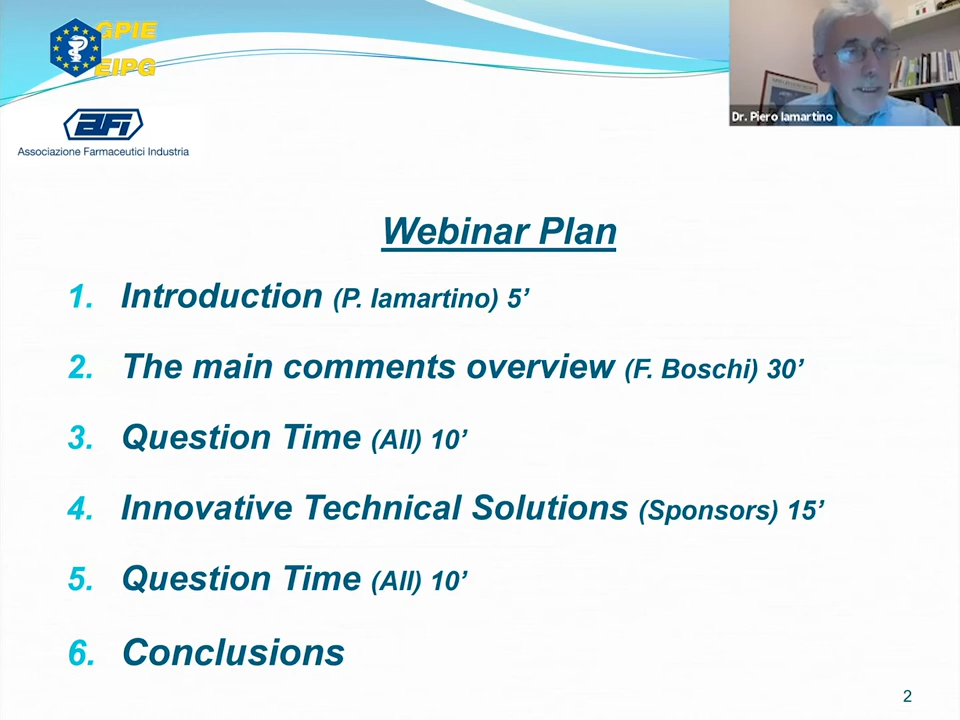 GPIE
EIPG
AFI
Associazione Farmaceutici Industria
Dr. Piero Iamartino
Webinar Plan
1. Introduction (P. Iamartino) 5’
2. The main comments overview (F. Boschi) 30’
3. Question Time (All) 10’
4. Innovative Technical Solutions (Sponsors) 15’
5. Question Time (All) 10’
6. Conclusions
2